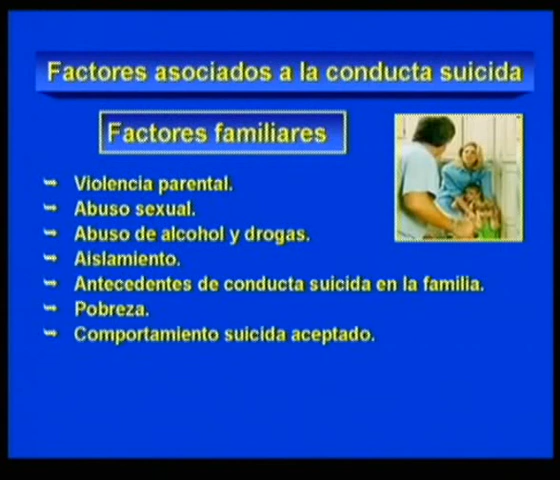 Factores asociados a la conducta suicida
Factores familiares
Violencia parental.
Abuso sexual.
Abuso de alcohol y drogas.
Aislamiento.
Antecedentes de conducta suicida en la familia.
Pobreza.
Comportamiento suicida aceptado.